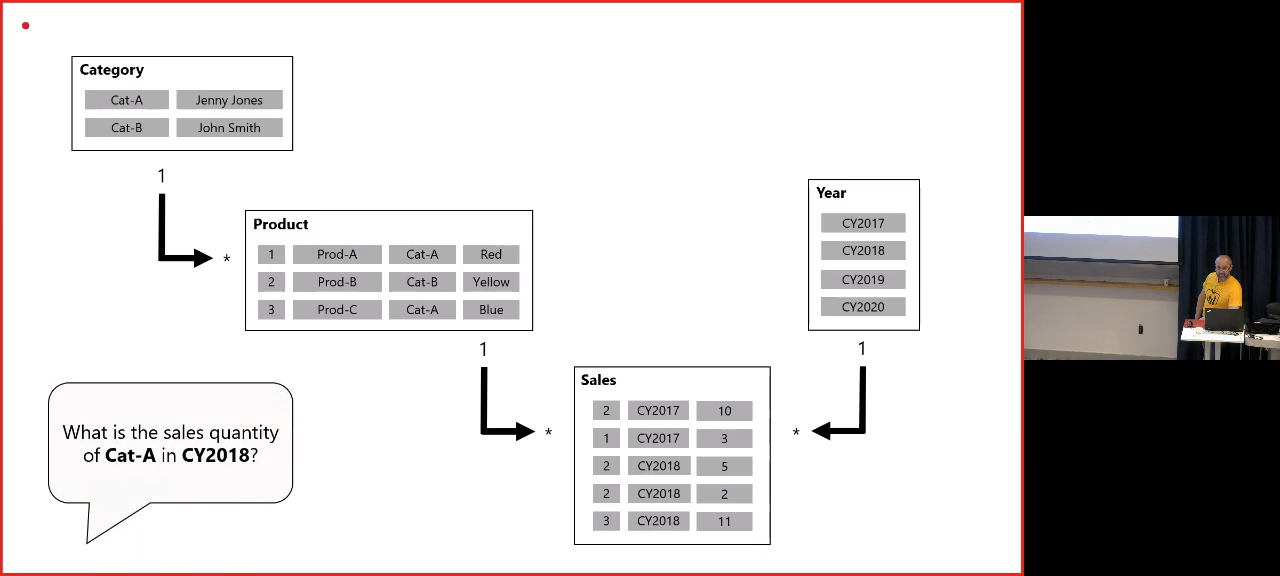 Category
Cat-A Jenny Jones
Cat-B John Smith
1
*
Product
1 Prod-A Cat-A Red
2 Prod-B Cat-B Yellow
3 Prod-C Cat-A Blue
1
*
Year
CY2017
CY2018
CY2019
CY2020
1
*
Sales
2 CY2017 10
1 CY2017 3
2 CY2018 5
2 CY2018 2
3 CY2018 11
What is the sales quantity
of Cat-A in CY2018?